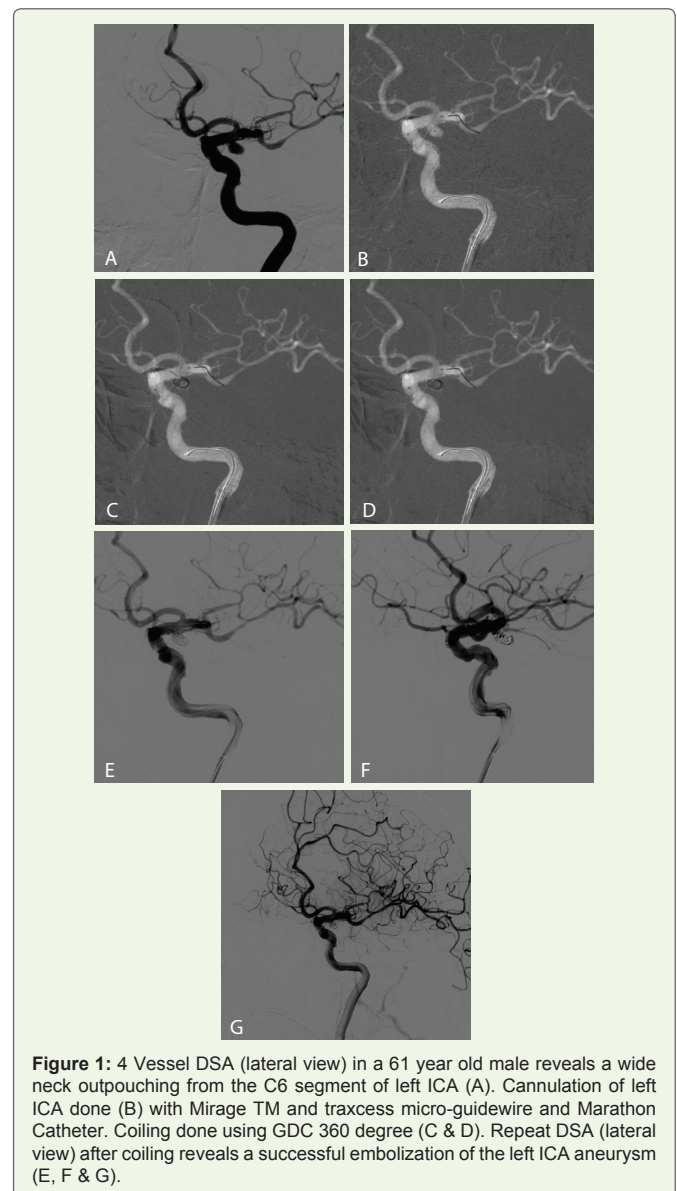 A
B
C
D
E
F
G
Figure 1: 4 Vessel DSA (lateral view) in a 61 year old male reveals a wide
neck outpouching from the C6 segment of left ICA (A). Cannulation of left
ICA done (B) with Mirage TM and traxcess micro-guidewire and Marathon
Catheter. Coiling done using GDC 360 degree (C & D). Repeat DSA (lateral
view) after coiling reveals a successful embolization of the left ICA aneurysm
(E, F & G).